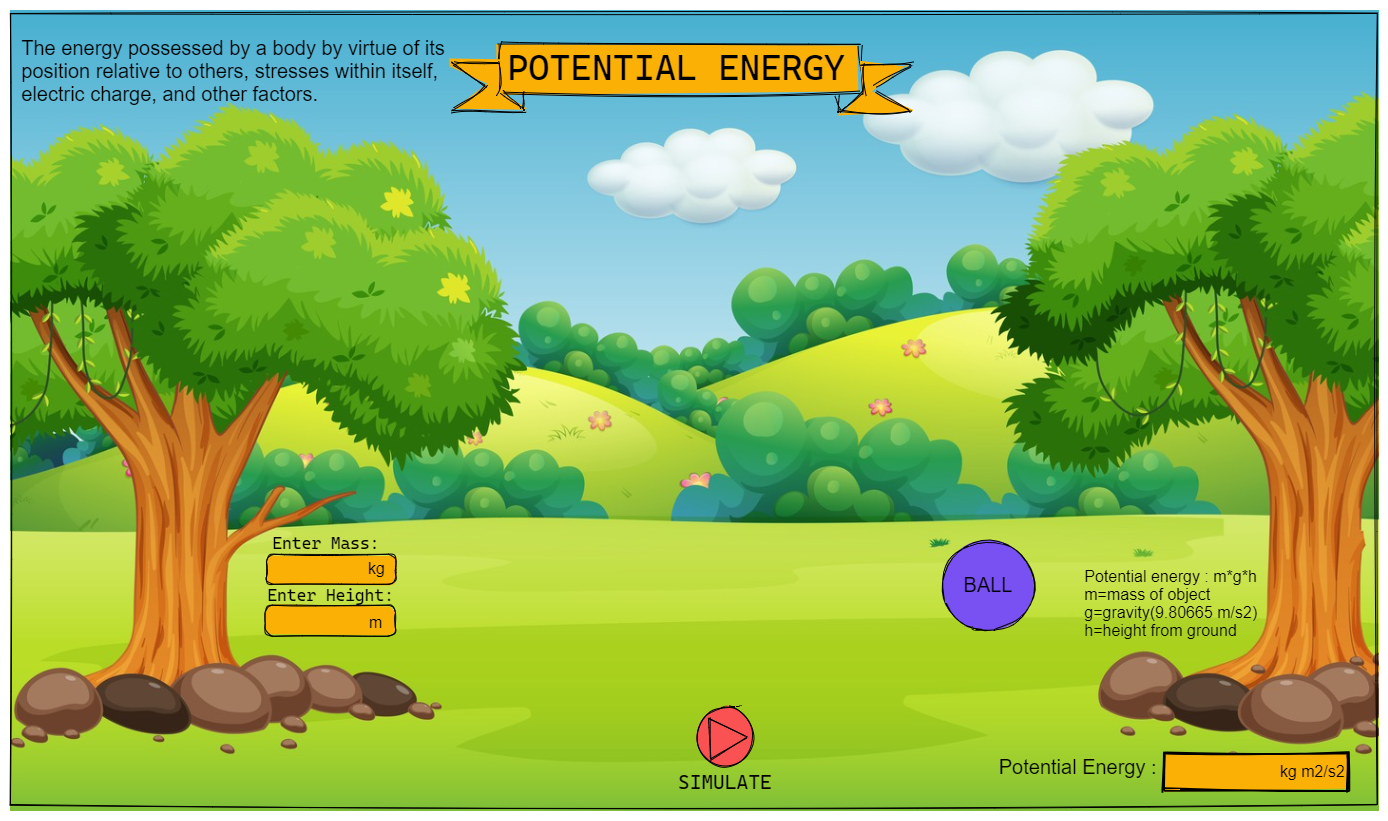 The energy possessed by a body by virtue of its
position relative to others, stresses within itself,
electric charge, and other factors.
POTENTIAL ENERGY
Enter Mass:
kg
Enter Height:
m
BALL
Potential energy : m*g*h
m=mass of object
g=gravity(9.80665 m/s2)
h=height from ground
SIMULATE
Potential Energy :
kg m2/s2